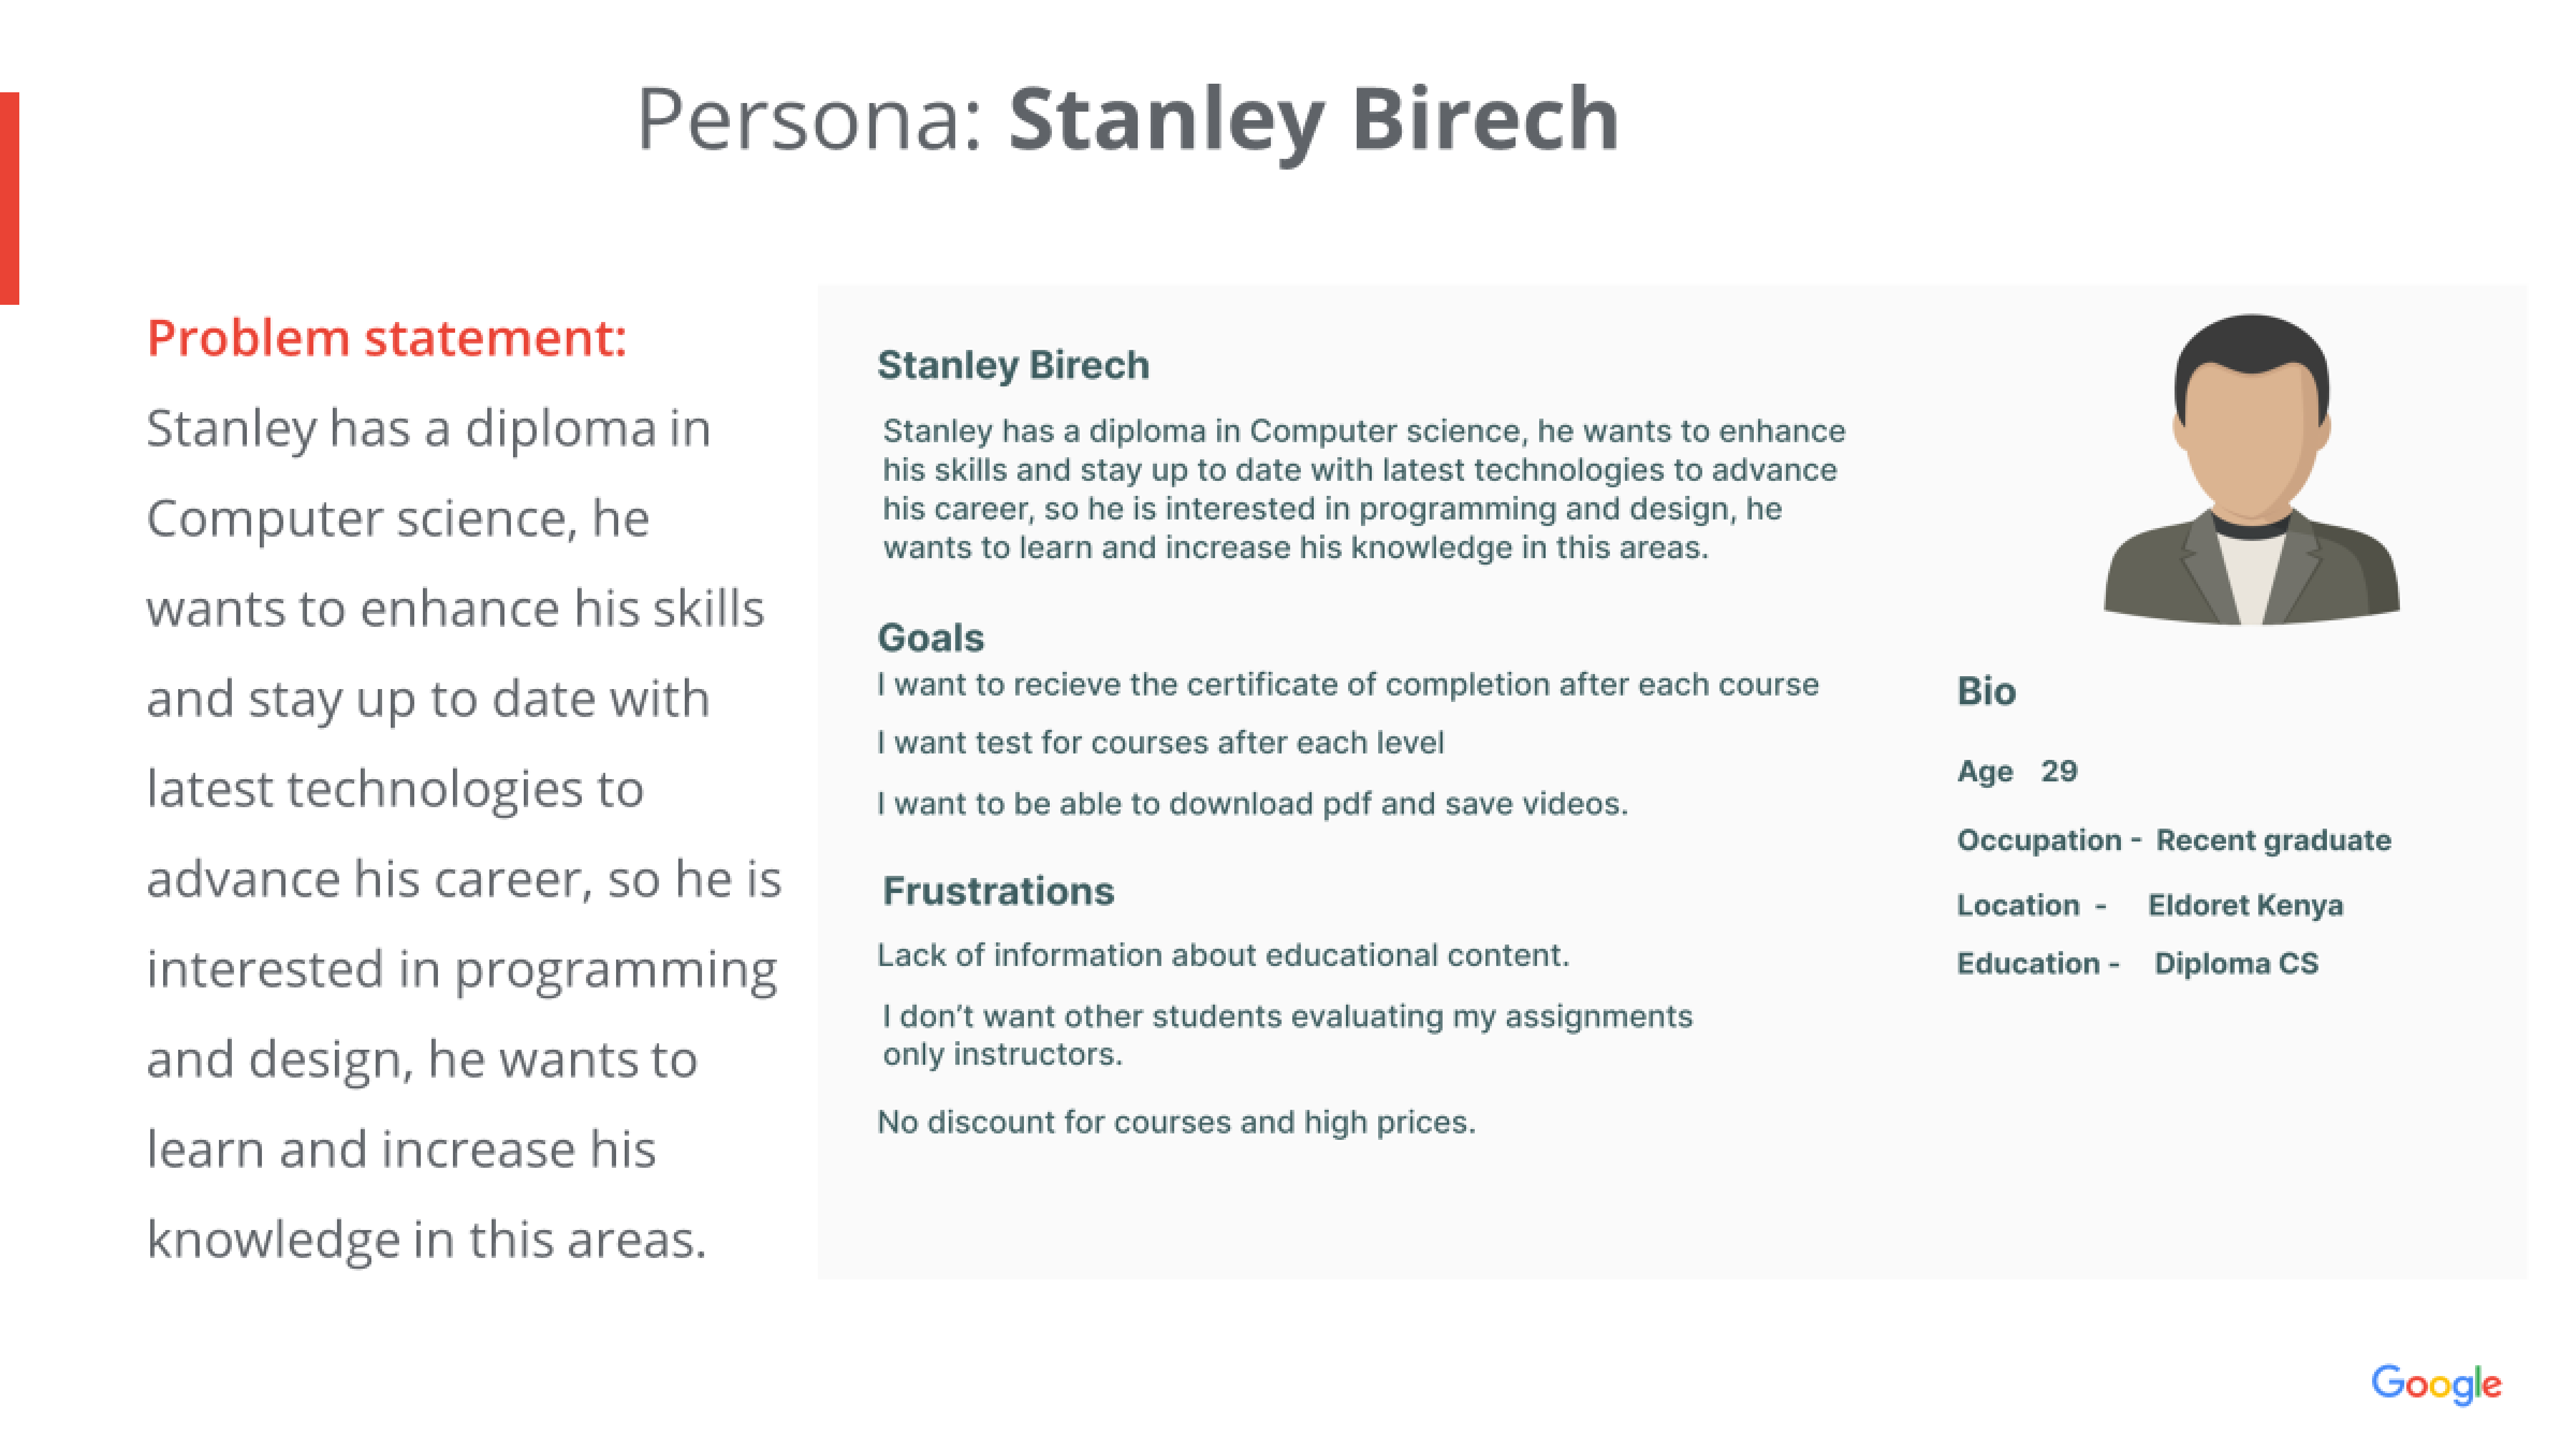 Persona: Stanley Birech
Problem statement:
Stanley has a diploma in
Computer science, he
wants to enhance his skills
and stay up to date with
latest technologies to
advance his career, so he is
interested in programming
and design, he wants to
learn and increase his
knowledge in this areas.
Stanley Birech
Stanley has a diploma in Computer science, he wants to enhance
his skills and stay up to date with latest technologies to advance
his career, so he is interested in programming and design, he
wants to learn and increase his knowledge in this areas.
Goals
I want to recieve the certificate of completion after each course
I want test for courses after each level
I want to be able to download pdf and save videos.
Frustrations
Lack of information about educational content.
I don’t want other students evaluating my assignments
only instructors.
No discount for courses and high prices.
Bio
Age 29
Occupation - Recent graduate
Location - Eldoret Kenya
Education - Diploma CS
Google